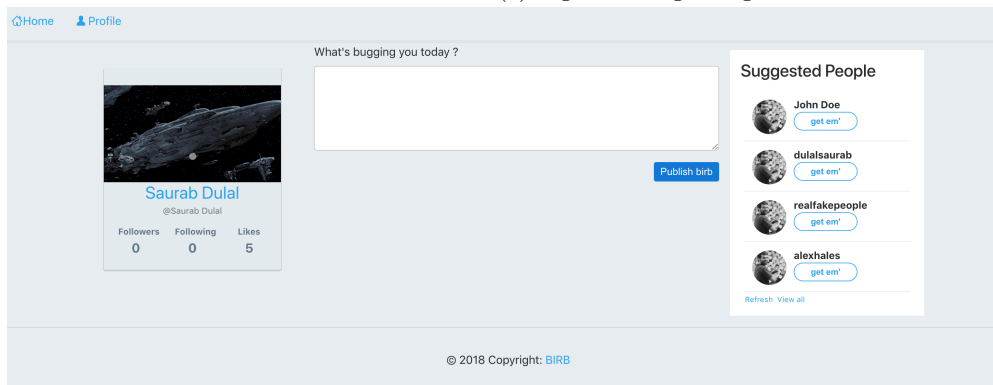 Home Profile
What's bugging you today ?
Publish birb
Saurab Dulal
@Saurab Dulal
Followers Following Likes
0 0 5
Suggested People
John Doe
get em'
dulalsaurab
get em'
realfakepeople
get em'
alexhales
get em'
Refresh View all
© 2018 Copyright: BIRB